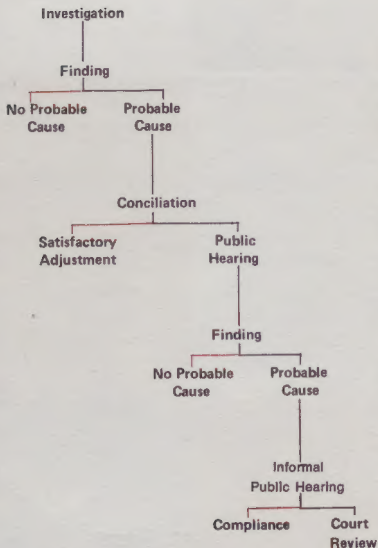 Investigation
Finding
No Probable Cause
Probable Cause
Conciliation
Satisfactory Adjustment
Public Hearing
Finding
No Probable Cause
Probable Cause
Informal
Public Hearing
Compliance
Court Review